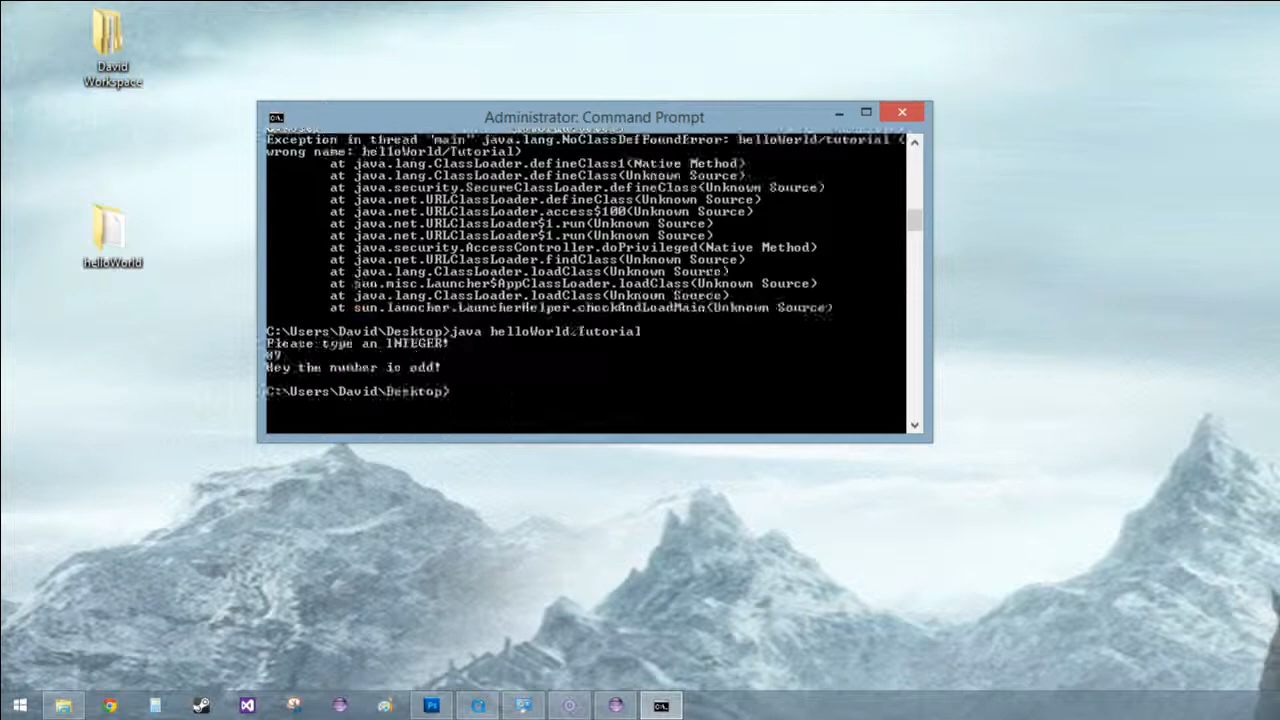 David
Workspace
helloWorld
Administrator: Command Prompt
Exception in thread "main" java.lang.NoClassDefFoundError: helloWorld/tutorial (
wrong name: helloWorld/Tutorial)
at java.lang.ClassLoader.defineClass1(Native Method)
at java.lang.ClassLoader.defineClass(Unknown Source)
at java.security.SecureClassLoader.defineClass(Unknown Source)
at java.net.URLClassLoader.defineClass(Unknown Source)
at java.net.URLClassLoader.access$100(Unknown Source)
at java.net.URLClassLoader$1.run(Unknown Source)
at java.net.URLClassLoader$1.run(Unknown Source)
at java.security.AccessController.doPrivileged(Native Method)
at java.net.URLClassLoader.findClass(Unknown Source)
at java.lang.ClassLoader.loadClass(Unknown Source)
at sun.misc.Launcher$AppClassLoader.loadClass(Unknown Source)
at java.lang.ClassLoader.loadClass(Unknown Source)
at sun.launcher.LauncherHelper.checkAndLoadMain(Unknown Source)
C:\Users\David\Desktop>java helloWorld.Tutorial
Please type an INTEGER!
Hey the number is odd!
C:\Users\David\Desktop>
Ps
C:\.